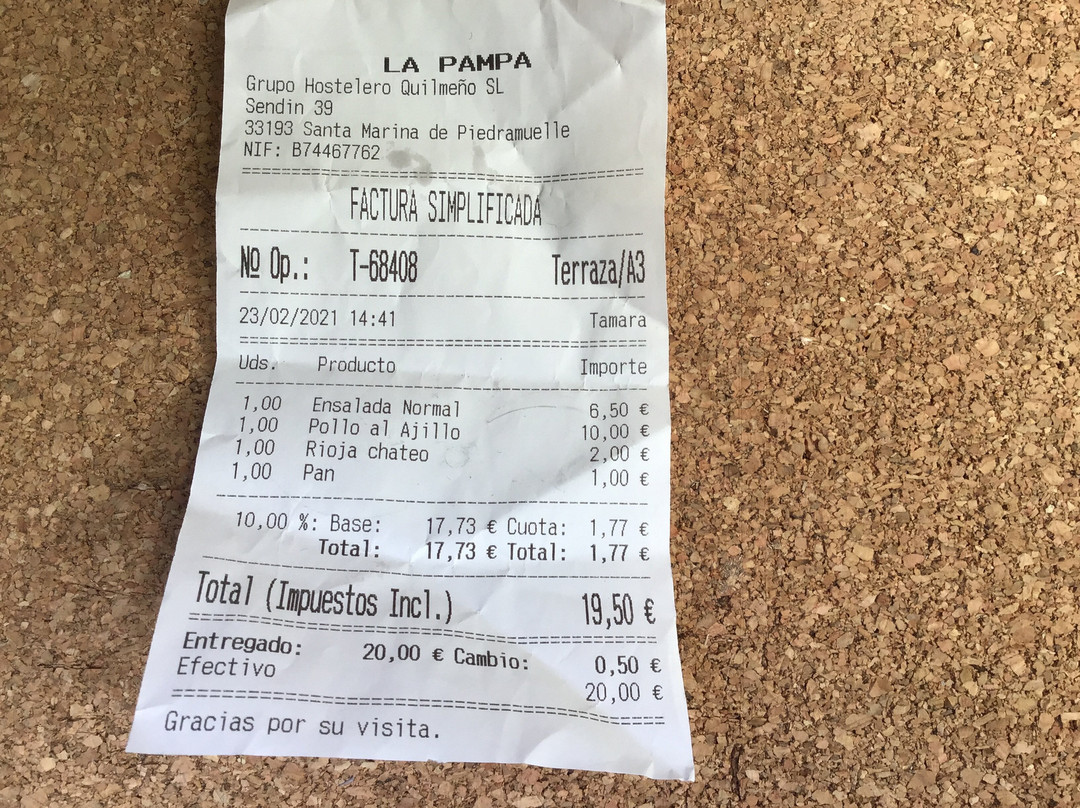 LA PAMPA
Grupo Hostelero Quilmeño SL
Sendin 39
33193 Santa Marina de Piedramuelle
NIF: B74467762
FACTURA SIMPLIFICADA
Nº Op.: T-68408 Terraza/A3
23/02/2021 14:41 Tamara
Uds. Producto Importe
1,00 Ensalada Normal 6,50 €
1,00 Pollo al Ajillo 10,00 €
1,00 Rioja chateo 2,00 €
1,00 Pan 1,00 €
10,00 %: Base: 17,73 € Cuota: 1,77 €
Total: 17,73 € Total: 1,77 €
Total (Impuestos Incl.) 19,50 €
Entregado: 20,00 € Cambio: 0,50 €
Efectivo 20,00 €
Gracias por su visita.